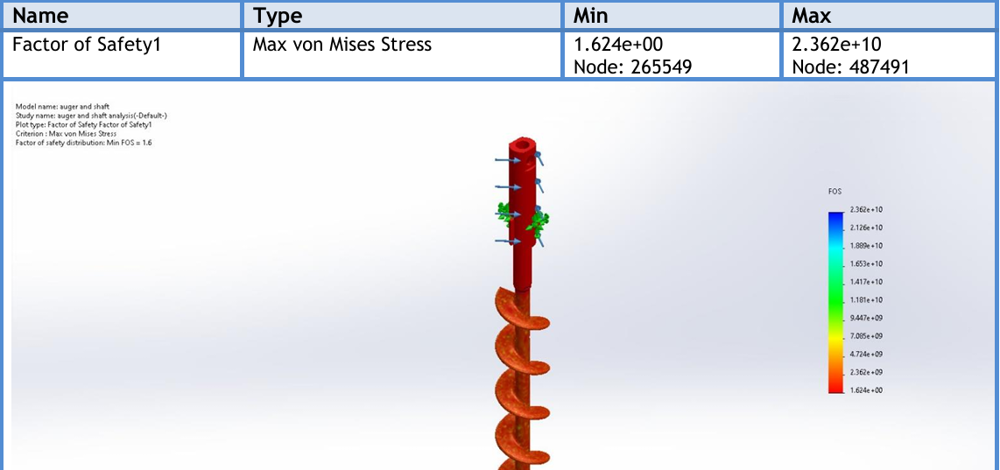 Name Type Min Max
Factor of Safety1 Max von Mises Stress 1.624e+00 2.362e+10
Node: 265549 Node: 487491
Model name: auger and shaft
Study name: auger and shaft analysis(-Default-)
Plot type: Factor of Safety Factor of Safety1
Criterion : Max von Mises Stress
Factor of safety distribution: Min FOS = 1.6
FOS
2.362e+10
2.126e+10
1.889e+10
1.653e+10
1.417e+10
1.181e+10
9.447e+09
7.085e+09
4.724e+09
2.362e+09
1.624e+00